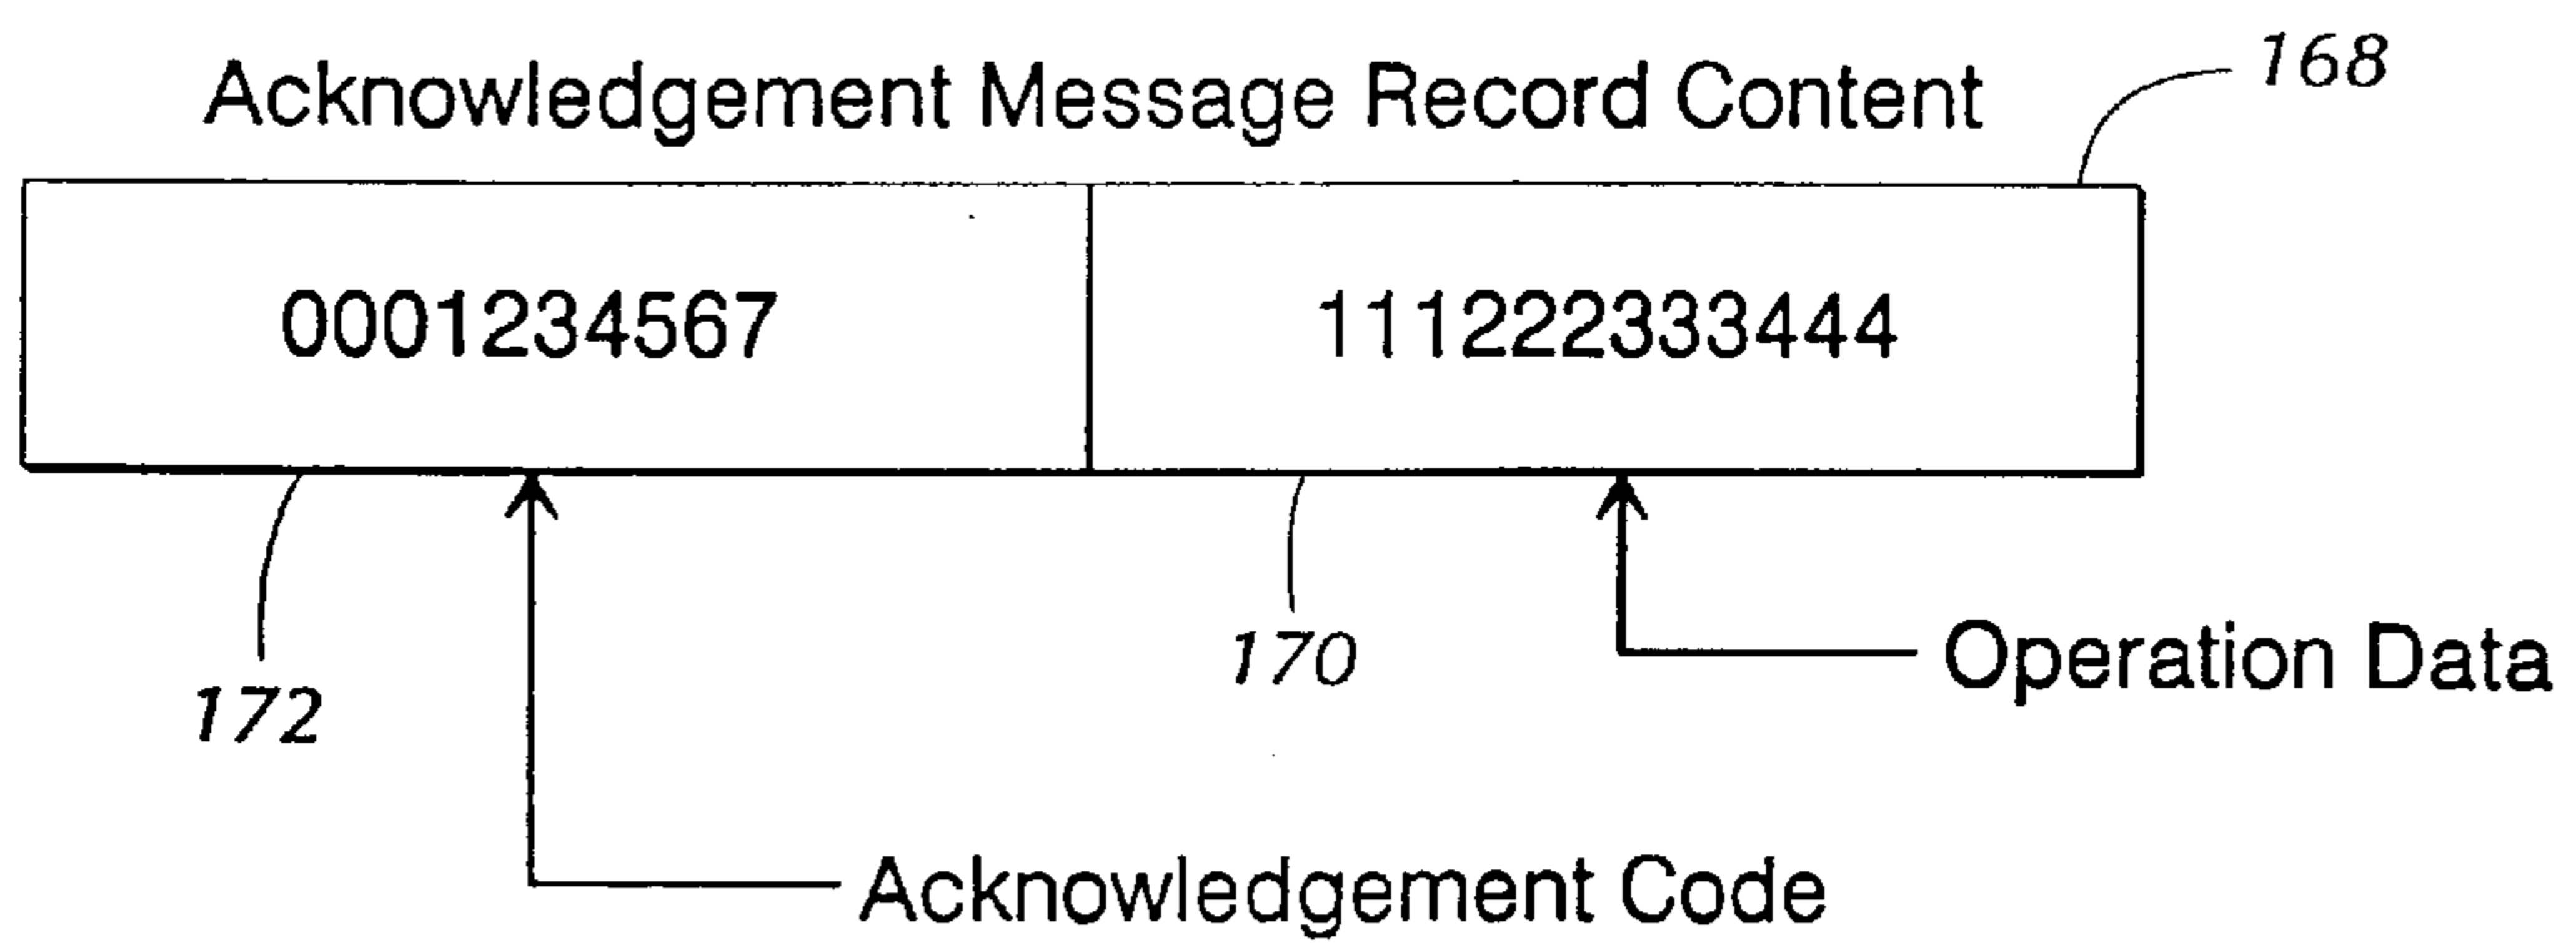 168
Acknowledgement Message Record Content
0001234567 111222333444
172
170
Operation Data
Acknowledgement Code